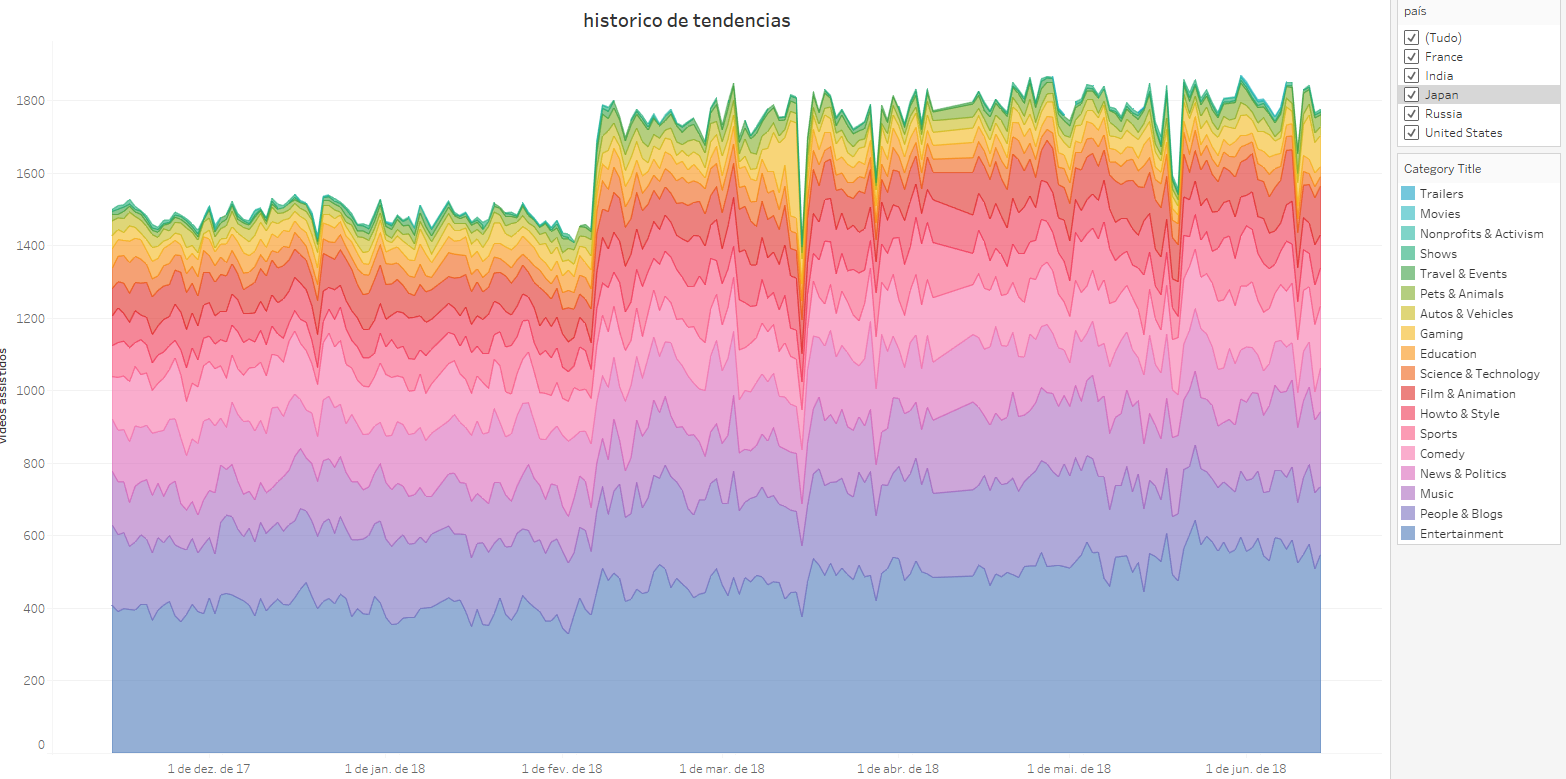 historico de tendencias
1800
1600
1400
1200
1000
800
600
400
200
0
vídeos assistidos
1 de dez. de 17
1 de jan. de 18
1 de fev. de 18
1 de mar. de 18
1 de abr. de 18
1 de mai. de 18
1 de jun. de 18
país
(Tudo)
France
India
Japan
Russia
United States
Category Title
Trailers
Movies
Nonprofits & Activism
Shows
Travel & Events
Pets & Animals
Autos & Vehicles
Gaming
Education
Science & Technology
Film & Animation
Howto & Style
Sports
Comedy
News & Politics
Music
People & Blogs
Entertainment